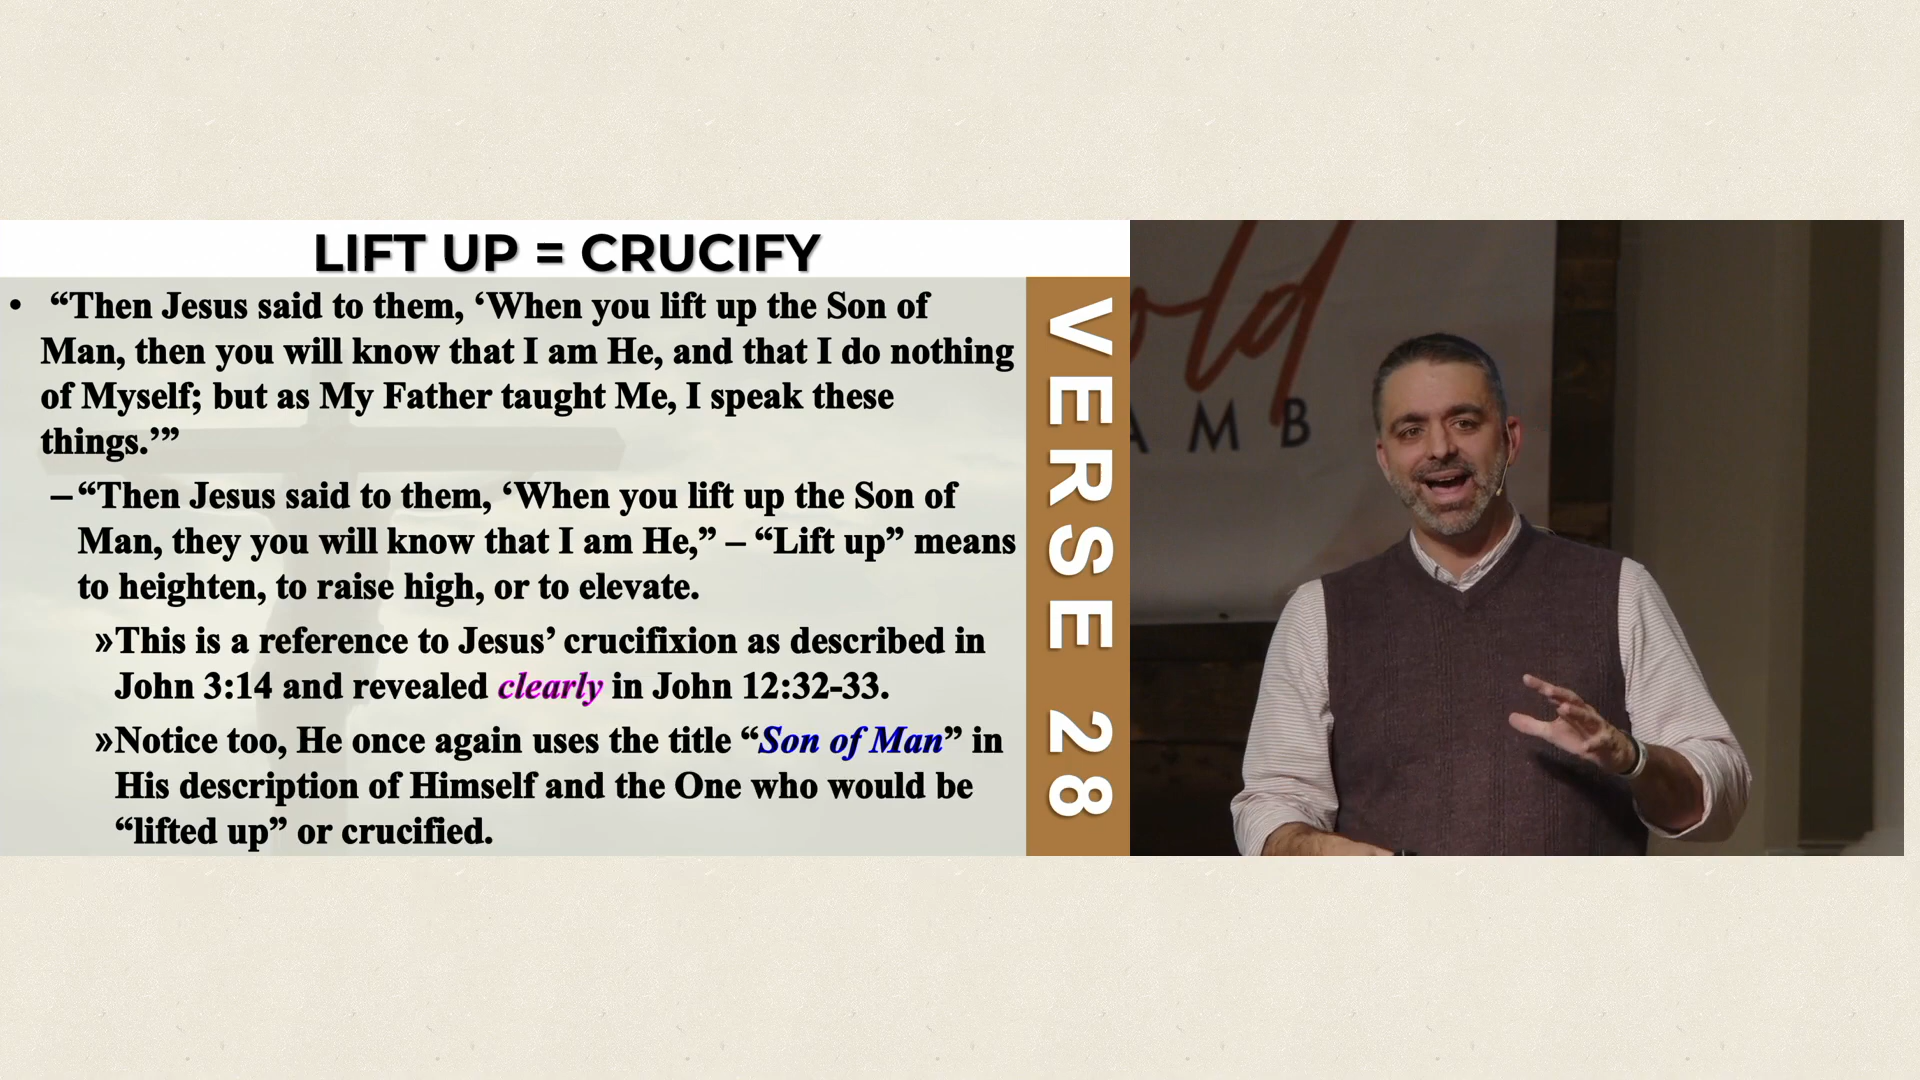 LIFT UP = CRUCIFY
• “Then Jesus said to them, ‘When you lift up the Son of
Man, then you will know that I am He, and that I do nothing
of Myself; but as My Father taught Me, I speak these
things.’”
– “Then Jesus said to them, ‘When you lift up the Son of
Man, they you will know that I am He,” – “Lift up” means
to heighten, to raise high, or to elevate.
»This is a reference to Jesus’ crucifixion as described in
John 3:14 and revealed clearly in John 12:32-33.
»Notice too, He once again uses the title “Son of Man” in
His description of Himself and the One who would be
“lifted up” or crucified.
VERSE 28
old
AMB